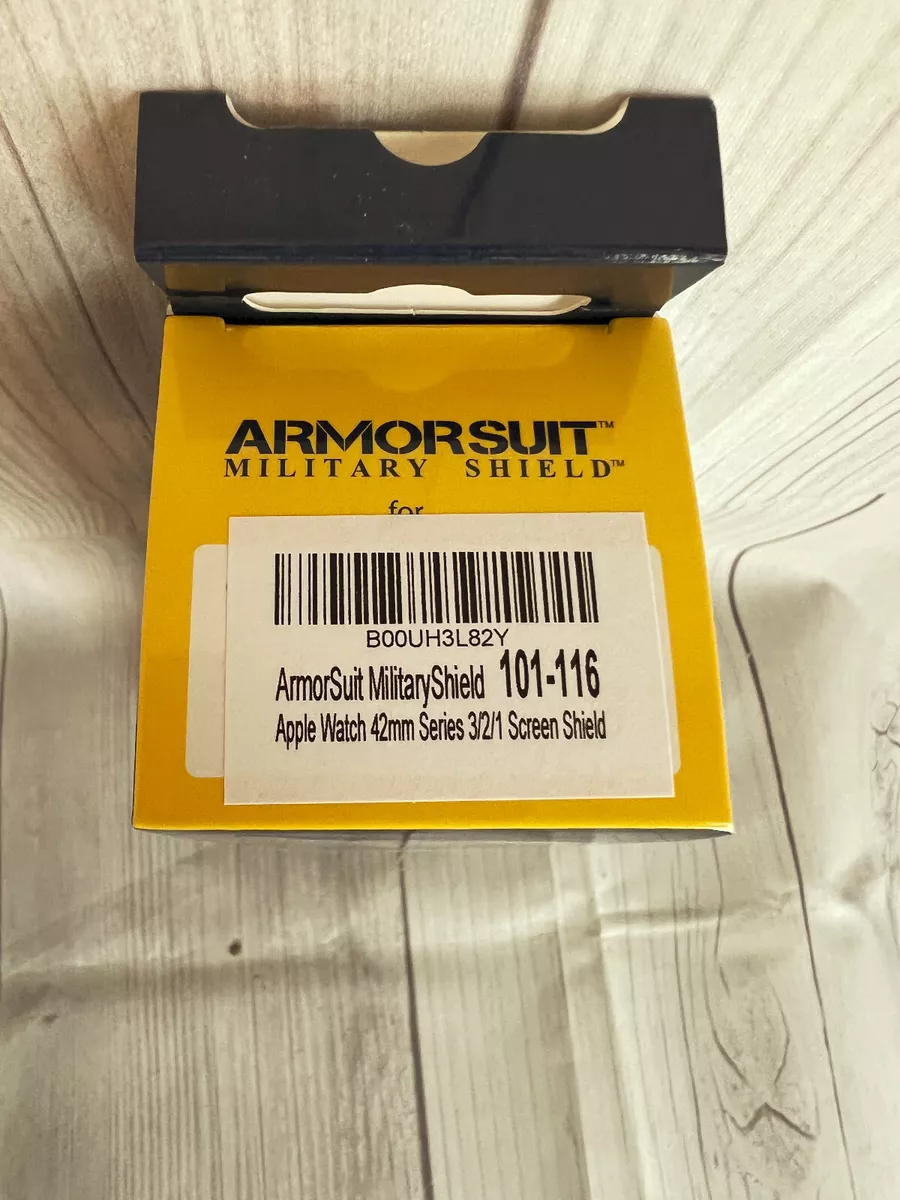 ARMORSUIT™
MILITARY SHIELD™
for
B00UH3L82Y
ArmorSuit MilitaryShield 101-116
Apple Watch 42mm Series 3/2/1 Screen Shield